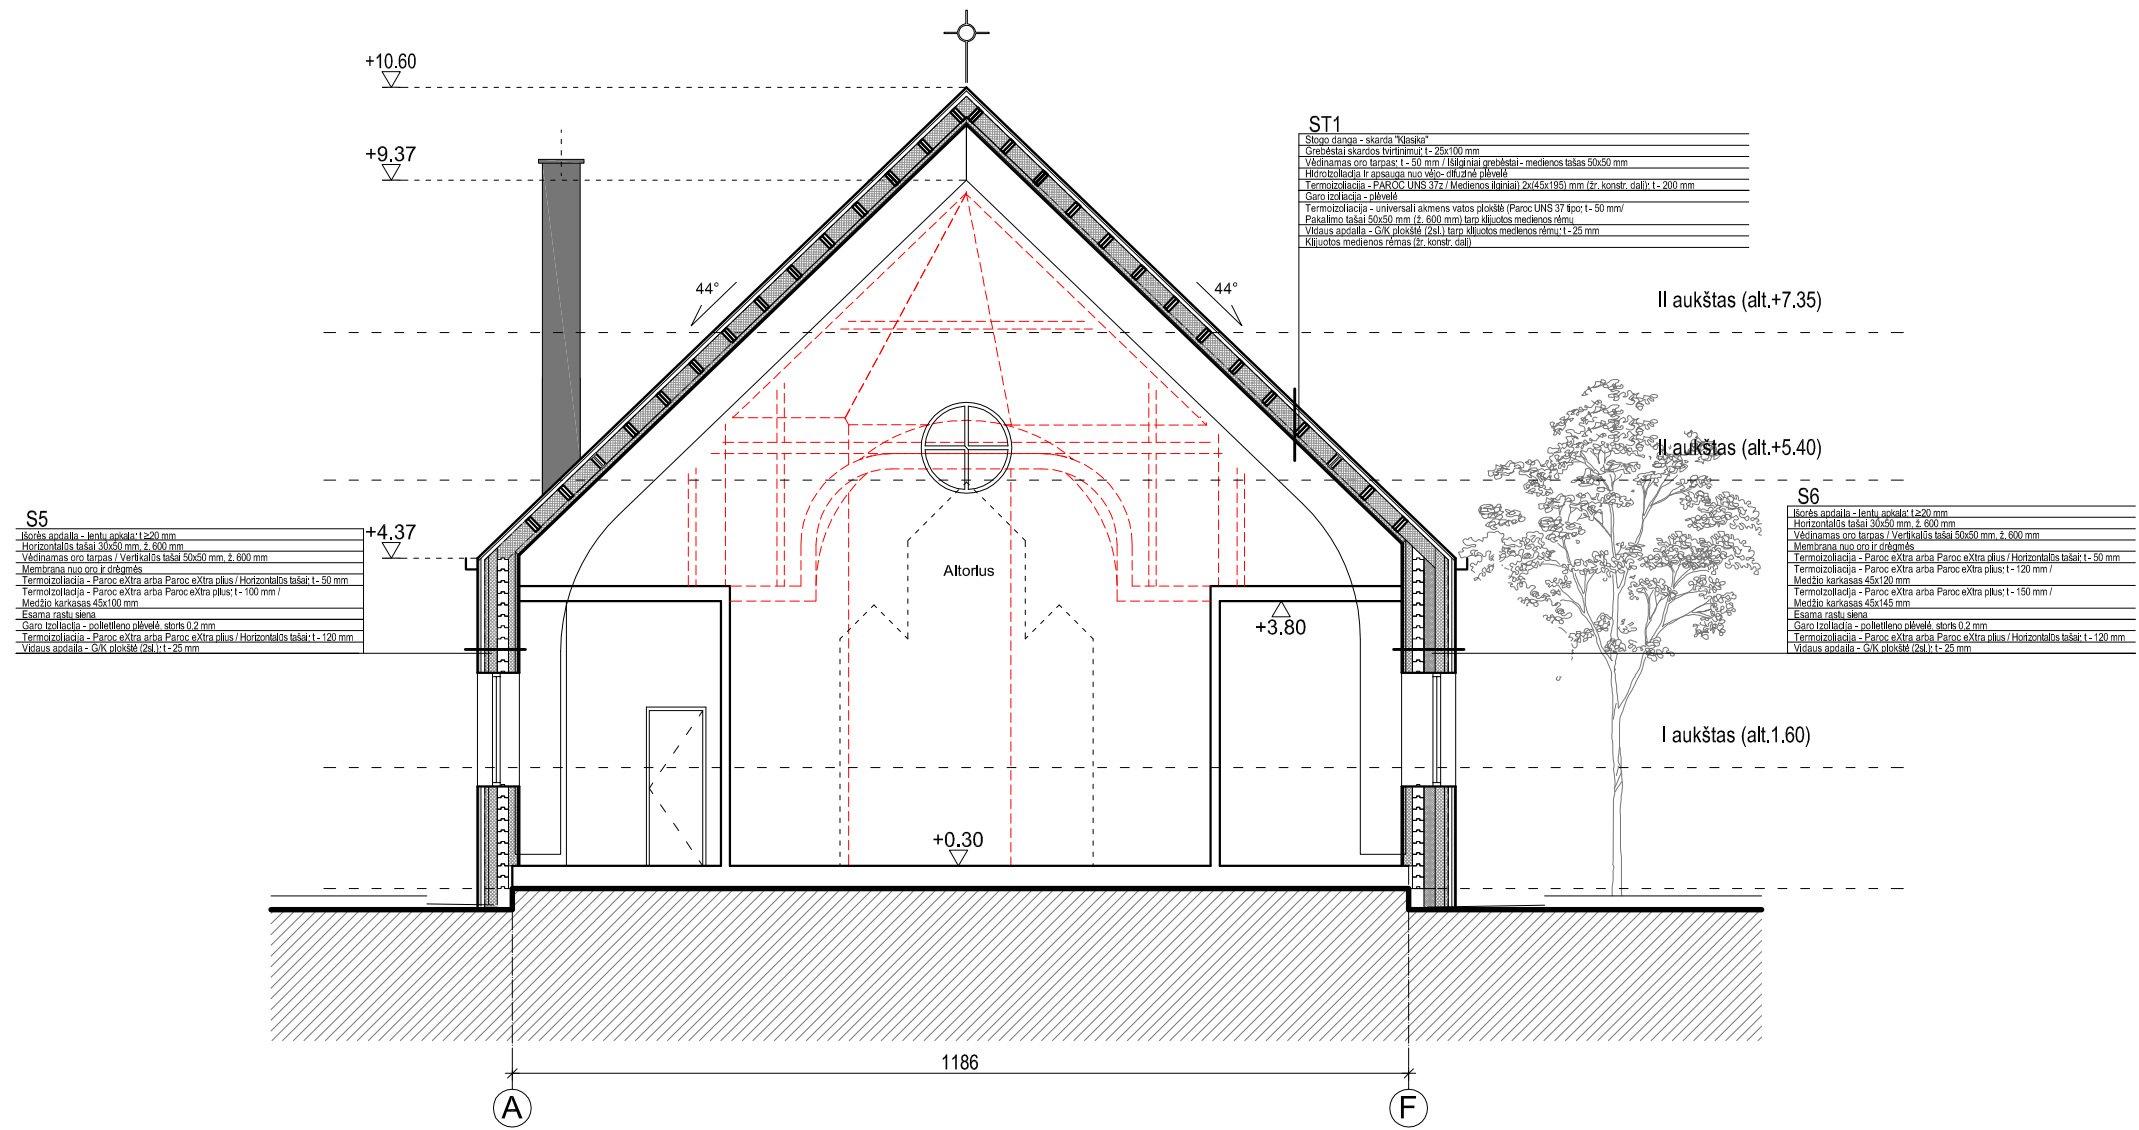 +10.60
+9.37
ST1
Stogo danga - skarda "Klasika"
Grebėstai skardos tvirtinimui; t - 25x100 mm
Vėdinamas oro tarpas; t - 50 mm / Išilginiai grebėstai - medienos tašas 50x50 mm
Hidroizoliacija ir apsauga nuo vėjo- difuzinė plėvelė
Termoizoliacija - PAROC UNS 37z / Medienos ilginiai) 2x(45x195) mm (žr. konstr. dalį); t - 200 mm
Garo izoliacija - plėvelė
Termoizoliacija - universali akmens vatos plokštė (Paroc UNS 37 tipo; t - 50 mm/
Pakalimo tašai 50x50 mm (ž. 600 mm) tarp klijuotos medienos rėmų
Vidaus apdaila - G/K plokštė (2sl.) tarp klijuotos medienos rėmų; t - 25 mm
Klijuotos medienos rėmas (žr. konstr. dalį)
44°
44°
II aukštas (alt.+7.35)
II aukštas (alt.+5.40)
S5
Išorės apdaila - lentų apkala; t ≥20 mm
Horizontalūs tašai 30x50 mm, ž. 600 mm
Vėdinamas oro tarpas / Vertikalūs tašai 50x50 mm, ž. 600 mm
Membrana nuo oro ir drėgmės
Termoizoliacija - Paroc eXtra arba Paroc eXtra plius / Horizontalūs tašai; t - 50 mm
Termoizoliacija - Paroc eXtra arba Paroc eXtra plius; t - 100 mm /
Medžio karkasas 45x100 mm
Esama rąstų siena
Garo izoliacija - polietileno plėvelė, storis 0.2 mm
Termoizoliacija - Paroc eXtra arba Paroc eXtra plius / Horizontalūs tašai; t - 120 mm
Vidaus apdaila - G/K plokštė (2sl.); t - 25 mm
+4.37
S6
Išorės apdaila - lentų apkala; t ≥20 mm
Horizontalūs tašai 30x50 mm, ž. 600 mm
Vėdinamas oro tarpas / Vertikalūs tašai 50x50 mm, ž. 600 mm
Membrana nuo oro ir drėgmės
Termoizoliacija - Paroc eXtra arba Paroc eXtra plius / Horizontalūs tašai; t - 50 mm
Termoizoliacija - Paroc eXtra arba Paroc eXtra plius; t - 120 mm /
Medžio karkasas 45x120 mm
Termoizoliacija - Paroc eXtra arba Paroc eXtra plius; t - 150 mm /
Medžio karkasas 45x145 mm
Esama rąstų siena
Garo izoliacija - polietileno plėvelė, storis 0.2 mm
Termoizoliacija - Paroc eXtra arba Paroc eXtra plius / Horizontalūs tašai; t - 120 mm
Vidaus apdaila - G/K plokštė (2sl.); t - 25 mm
Altorius
+3.80
I aukštas (alt.1.60)
+0.30
1186
A
F